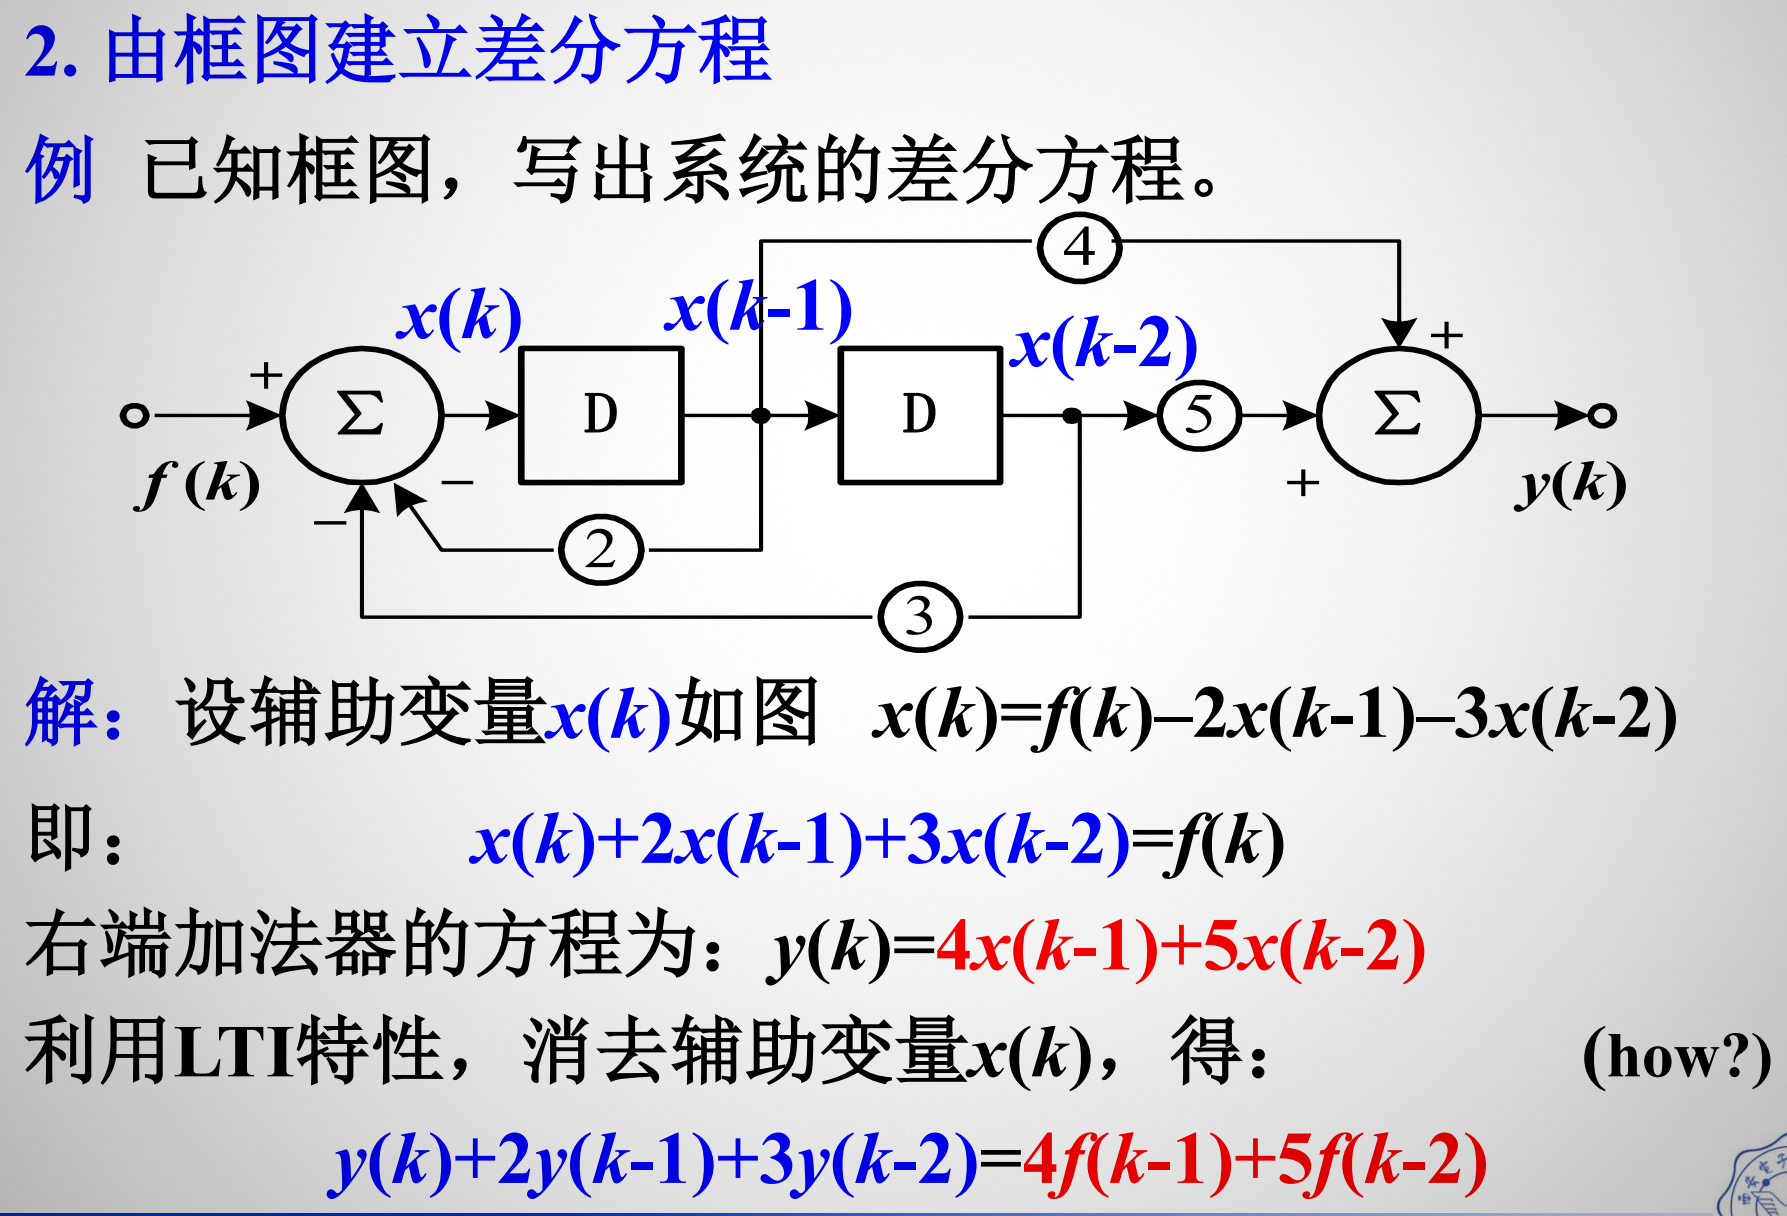 2. 由框图建立差分方程
例 已知框图，写出系统的差分方程。
4
x(k) x(k-1) x(k-2) +
+ Σ D D 5 Σ
f (k) − + y(k)
−
2
3
解：设辅助变量x(k)如图 x(k)=f(k)–2x(k-1)–3x(k-2)
即： x(k)+2x(k-1)+3x(k-2)=f(k)
右端加法器的方程为：y(k)=4x(k-1)+5x(k-2)
利用LTI特性，消去辅助变量x(k)，得： (how?)
y(k)+2y(k-1)+3y(k-2)=4f(k-1)+5f(k-2)